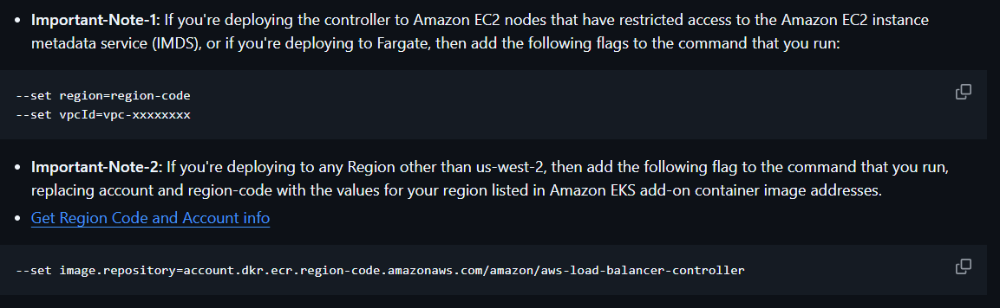 • Important-Note-1: If you're deploying the controller to Amazon EC2 nodes that have restricted access to the Amazon EC2 instance
metadata service (IMDS), or if you're deploying to Fargate, then add the following flags to the command that you run:
--set region=region-code
--set vpcId=vpc-xxxxxxxx
• Important-Note-2: If you're deploying to any Region other than us-west-2, then add the following flag to the command that you run,
replacing account and region-code with the values for your region listed in Amazon EKS add-on container image addresses.
• Get Region Code and Account info
--set image.repository=account.dkr.ecr.region-code.amazonaws.com/amazon/aws-load-balancer-controller